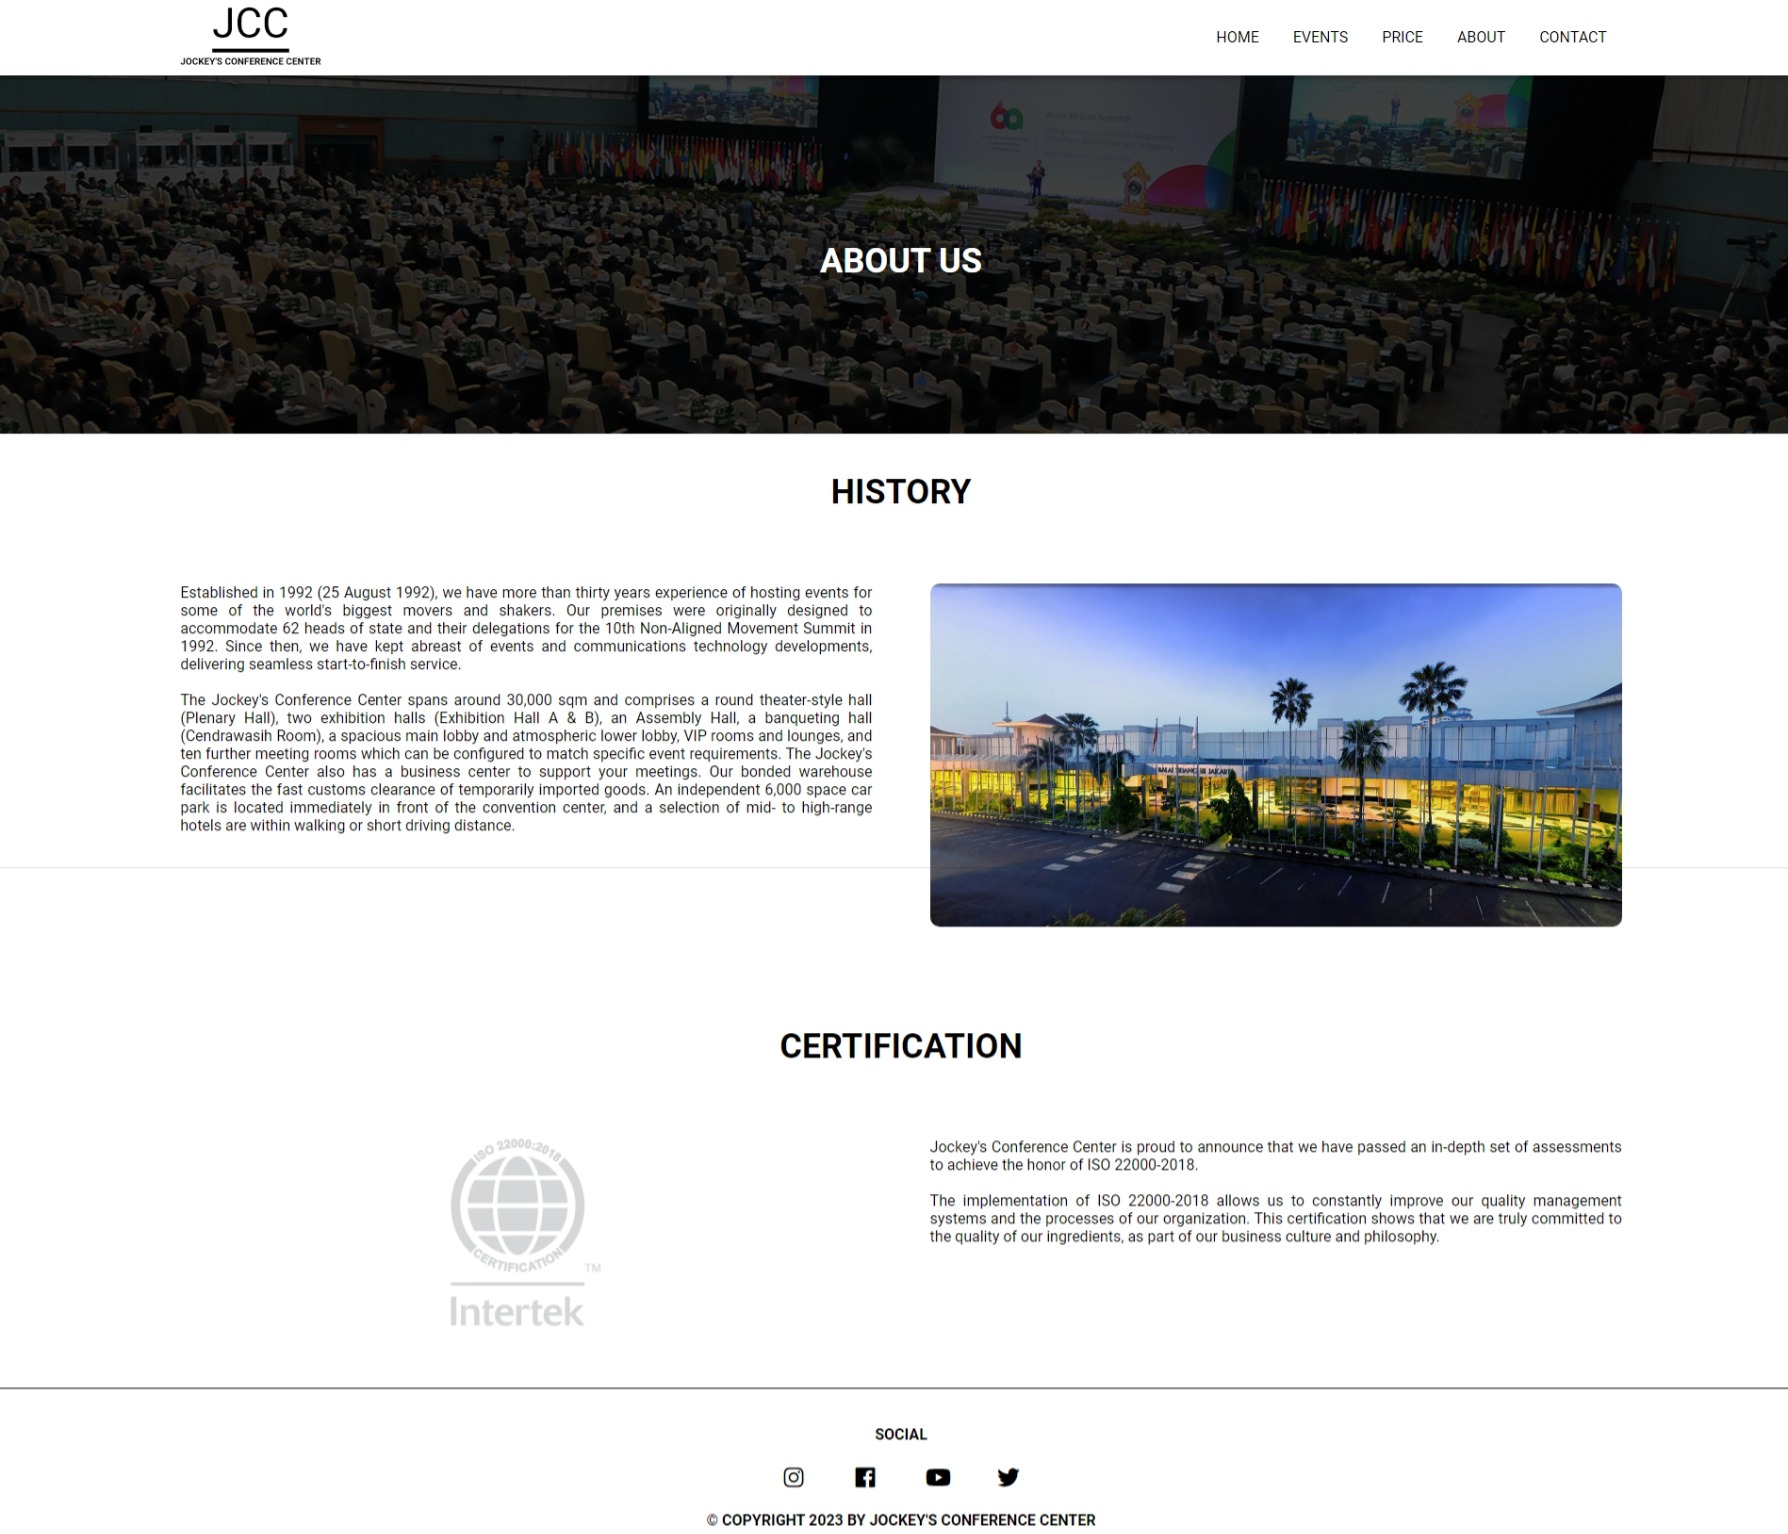 JCC
JOCKEY'S CONFERENCE CENTER
HOME EVENTS PRICE ABOUT CONTACT
Asian African Summit
ABOUT US
HISTORY
Established in 1992 (25 August 1992), we have more than thirty years experience of hosting events for
some of the world's biggest movers and shakers. Our premises were originally designed to
accommodate 62 heads of state and their delegations for the 10th Non-Aligned Movement Summit in
1992. Since then, we have kept abreast of events and communications technology developments,
delivering seamless start-to-finish service.
The Jockey's Conference Center spans around 30,000 sqm and comprises a round theater-style hall
(Plenary Hall), two exhibition halls (Exhibition Hall A & B), an Assembly Hall, a banqueting hall
(Cendrawasih Room), a spacious main lobby and atmospheric lower lobby, VIP rooms and lounges, and
ten further meeting rooms which can be configured to match specific event requirements. The Jockey's
Conference Center also has a business center to support your meetings. Our bonded warehouse
facilitates the fast customs clearance of temporarily imported goods. An independent 6,000 space car
park is located immediately in front of the convention center, and a selection of mid- to high-range
hotels are within walking or short driving distance.
CERTIFICATION
ISO 22000:2018
CERTIFICATION
TM
Intertek
Jockey's Conference Center is proud to announce that we have passed an in-depth set of assessments
to achieve the honor of ISO 22000-2018.
The implementation of ISO 22000-2018 allows us to constantly improve our quality management
systems and the processes of our organization. This certification shows that we are truly committed to
the quality of our ingredients, as part of our business culture and philosophy.
SOCIAL
© COPYRIGHT 2023 BY JOCKEY'S CONFERENCE CENTER